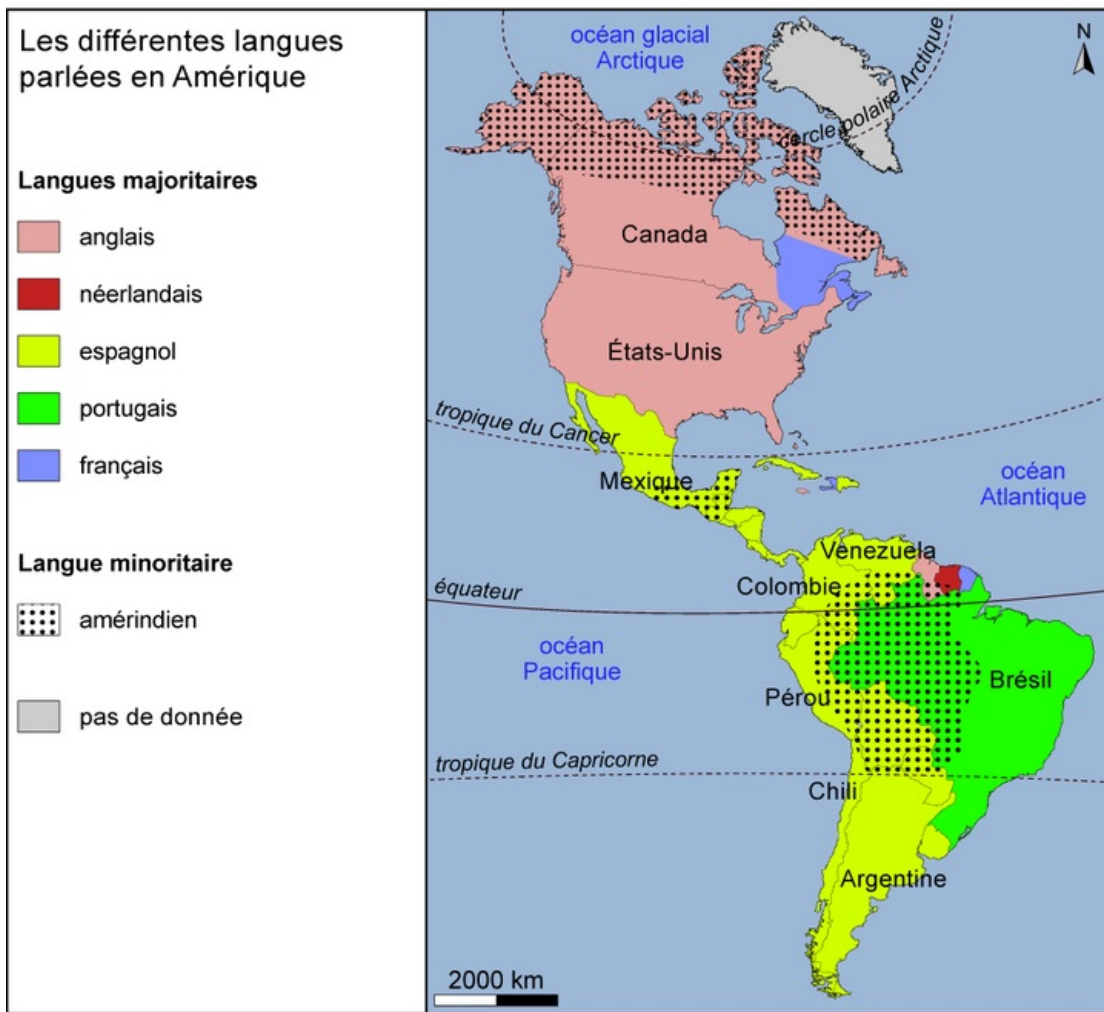 Les différentes langues
parlées en Amérique
Langues majoritaires
anglais
néerlandais
espagnol
portugais
français
Langue minoritaire
amérindien
pas de donnée
océan glacial
Arctique
N
cercle polaire Arctique
Canada
États-Unis
tropique du Cancer
Mexique
océan
Atlantique
Venezuela
Colombie
équateur
océan
Pacifique
Brésil
Pérou
tropique du Capricorne
Chili
Argentine
2000 km